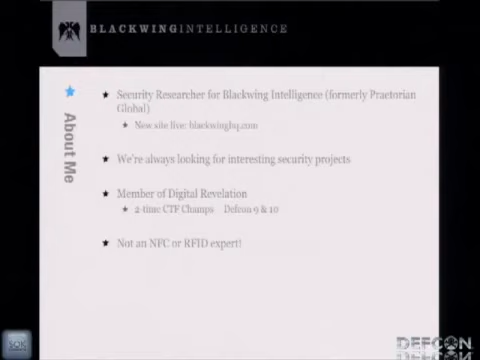 BLACKWINGINTELLIGENCE
About Me
Security Researcher for Blackwing Intelligence (formerly Praetorian
Global)
New site live: blackwinghq.com
We're always looking for interesting security projects
Member of Digital Revelation
2-time CTF Champs Defcon 9 & 10
Not an NFC or RFID expert!
DEFCON